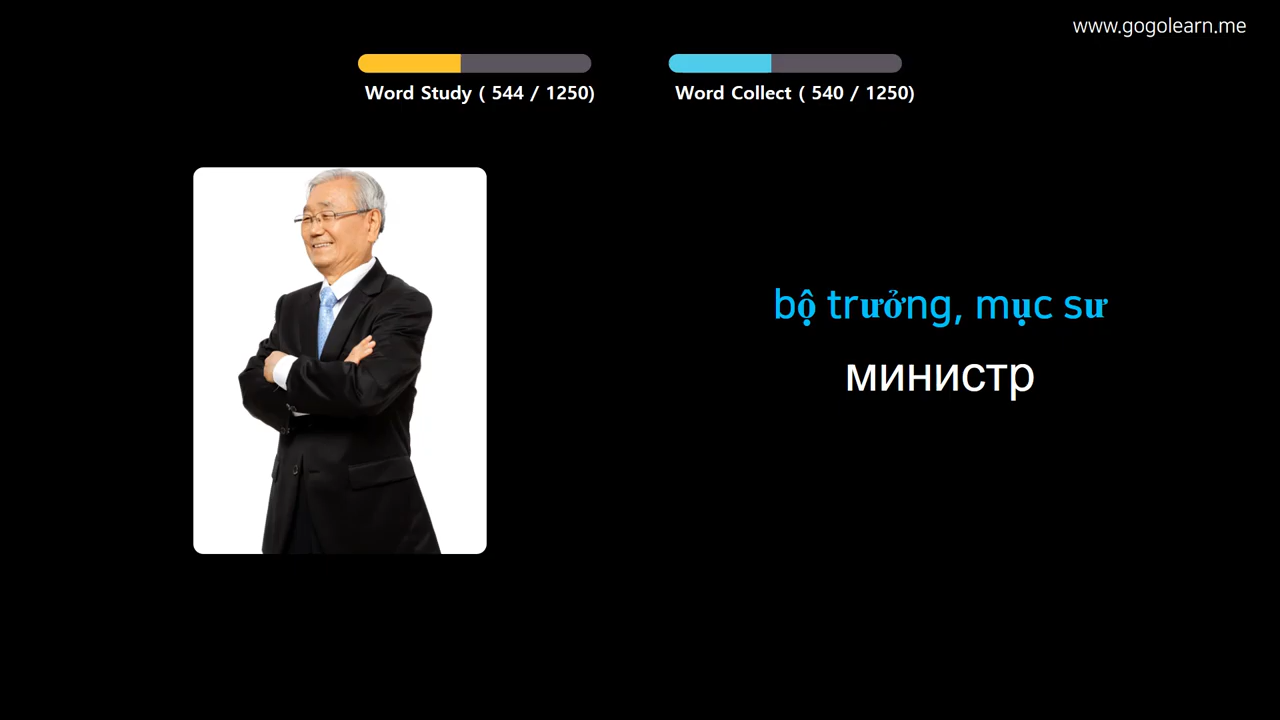 www.gogolearn.me
Word Study ( 544 / 1250)
Word Collect ( 540 / 1250)
bộ trưởng, mục sư
министр